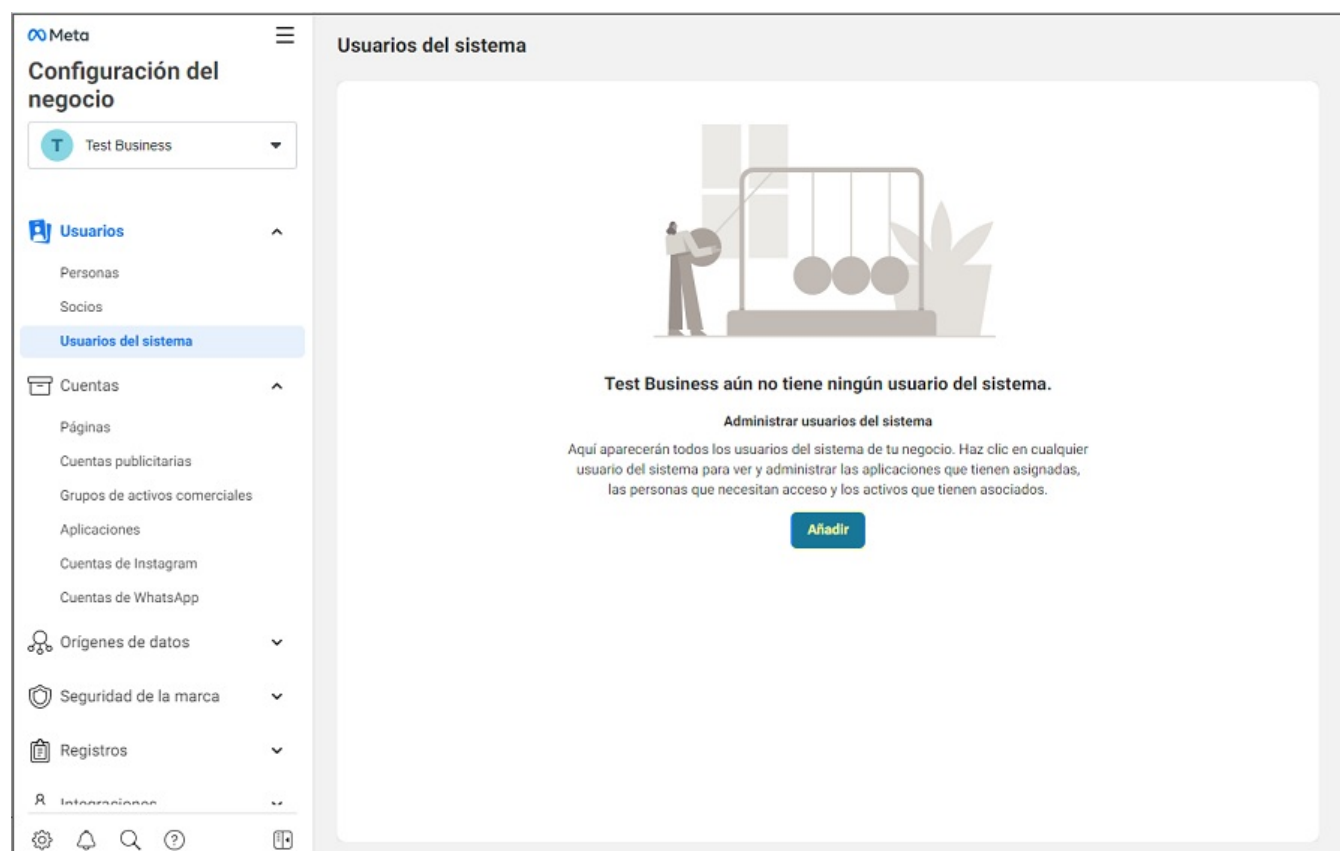 Meta
Configuración del
negocio
T Test Business
Usuarios
Personas
Socios
Usuarios del sistema
Cuentas
Páginas
Cuentas publicitarias
Grupos de activos comerciales
Aplicaciones
Cuentas de Instagram
Cuentas de WhatsApp
Orígenes de datos
Seguridad de la marca
Registros
Integraciones
Usuarios del sistema
Test Business aún no tiene ningún usuario del sistema.
Administrar usuarios del sistema
Aquí aparecerán todos los usuarios del sistema de tu negocio. Haz clic en cualquier
usuario del sistema para ver y administrar las aplicaciones que tienen asignadas,
las personas que necesitan acceso y los activos que tienen asociados.
Añadir